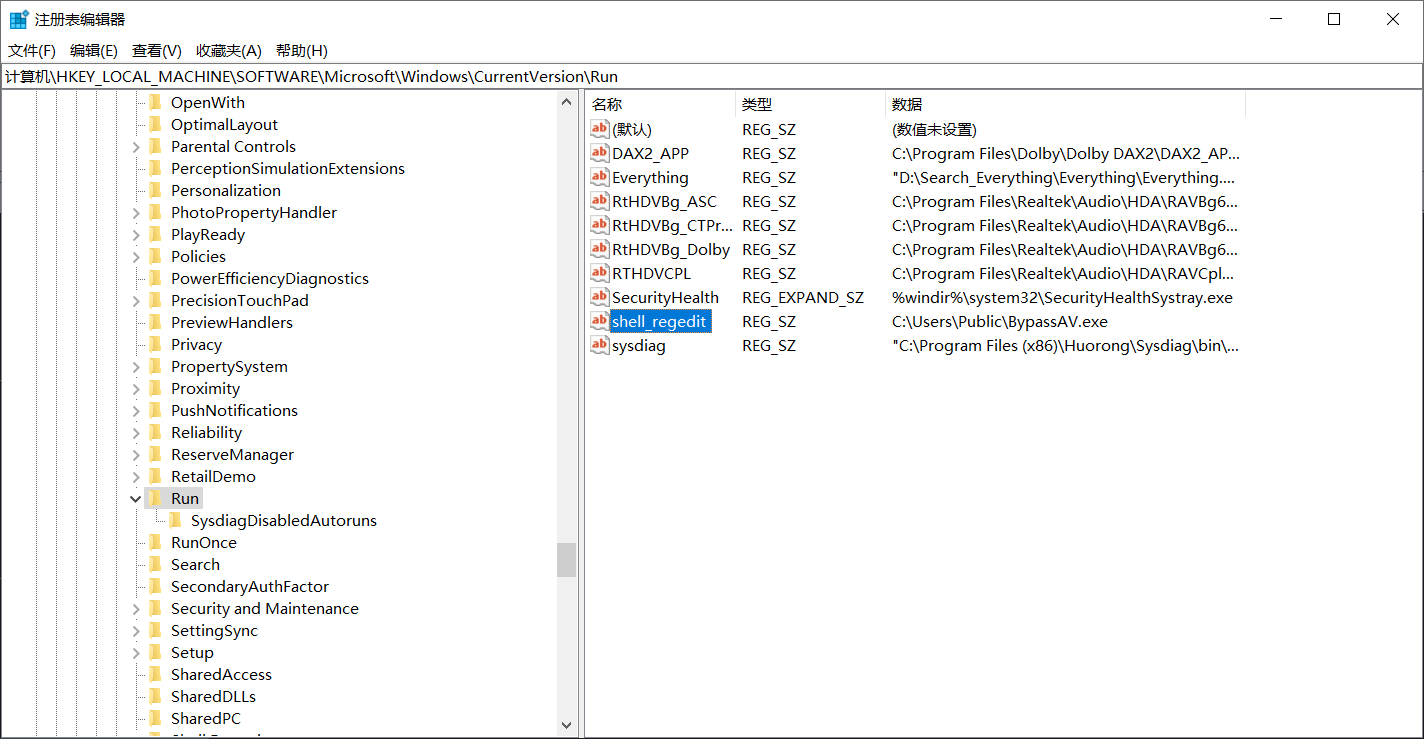 注册表编辑器
文件(F) 编辑(E) 查看(V) 收藏夹(A) 帮助(H)
计算机\HKEY_LOCAL_MACHINE\SOFTWARE\Microsoft\Windows\CurrentVersion\Run
OpenWith
OptimalLayout
Parental Controls
PerceptionSimulationExtensions
Personalization
PhotoPropertyHandler
PlayReady
Policies
PowerEfficiencyDiagnostics
PrecisionTouchPad
PreviewHandlers
Privacy
PropertySystem
Proximity
PushNotifications
Reliability
ReserveManager
RetailDemo
Run
SysdiagDisabledAutoruns
RunOnce
Search
SecondaryAuthFactor
Security and Maintenance
SettingSync
Setup
SharedAccess
SharedDLLs
SharedPC
名称 类型 数据
(默认) REG_SZ (数值未设置)
DAX2_APP REG_SZ C:\Program Files\Dolby\Dolby DAX2\DAX2_AP...
Everything REG_SZ "D:\Search_Everything\Everything\Everything....
RtHDVBg_ASC REG_SZ C:\Program Files\Realtek\Audio\HDA\RAVBg6...
RtHDVBg_CTPr... REG_SZ C:\Program Files\Realtek\Audio\HDA\RAVBg6...
RtHDVBg_Dolby REG_SZ C:\Program Files\Realtek\Audio\HDA\RAVBg6...
RTHDVCPL REG_SZ C:\Program Files\Realtek\Audio\HDA\RAVCpl...
SecurityHealth REG_EXPAND_SZ %windir%\system32\SecurityHealthSystray.exe
shell_regedit REG_SZ C:\Users\Public\BypassAV.exe
sysdiag REG_SZ "C:\Program Files (x86)\Huorong\Sysdiag\bin\...